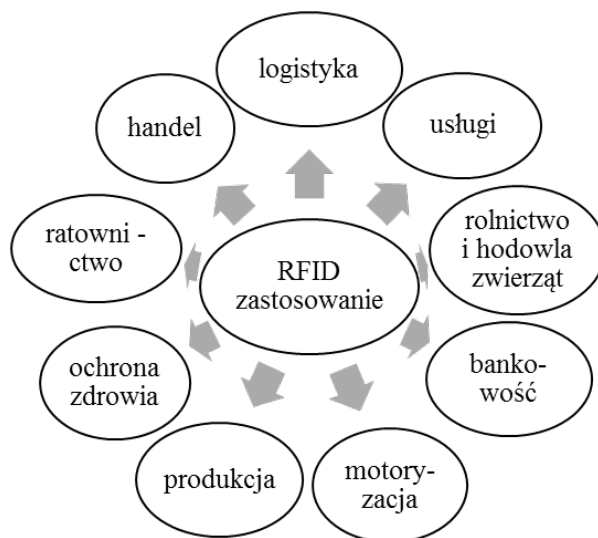 logistyka
usługi
rolnictwo
i hodowla
zwierząt
banko-
wość
motory-
zacja
produkcja
ochrona
zdrowia
ratowni -
ctwo
handel
RFID
zastosowanie